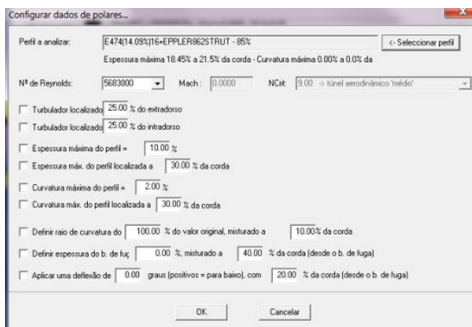 Configurar dados de polares...
Perfil a analizar: E474(14.09%)16+EPPLER862STRUT - 85% <- Seleccionar perfil
Espessura máxima 18.45% a 21.5% da corda - Curvatura máxima 0.00% a 0.0% da
Nº de Reynolds: 5683000 Mach : 0.0000 NCrit: 9.00 -> túnel aerodinâmico 'médio'
Turbulador localizado 25.00 % do extradorso
Turbulador localizado 25.00 % do intradorso
Espessura máxima do perfil = 10.00 %
Espessura máx. do perfil localizada a 30.00 % da corda
Curvatura máxima do perfil = 2.00 %
Curvatura máx. do perfil localizada a 30.00 % da corda
Definir raio de curvatura do 100.00 % do valor original, misturado a 10.00% da corda
Definir espessura do b. de fug 0.00 %, misturado a 40.00 % da corda (desde o b. de fuga)
Aplicar uma deflexão de 0.00 graus (positivos = para baixo), com 20.00 % da corda (desde o b. de fuga)
OK Cancelar